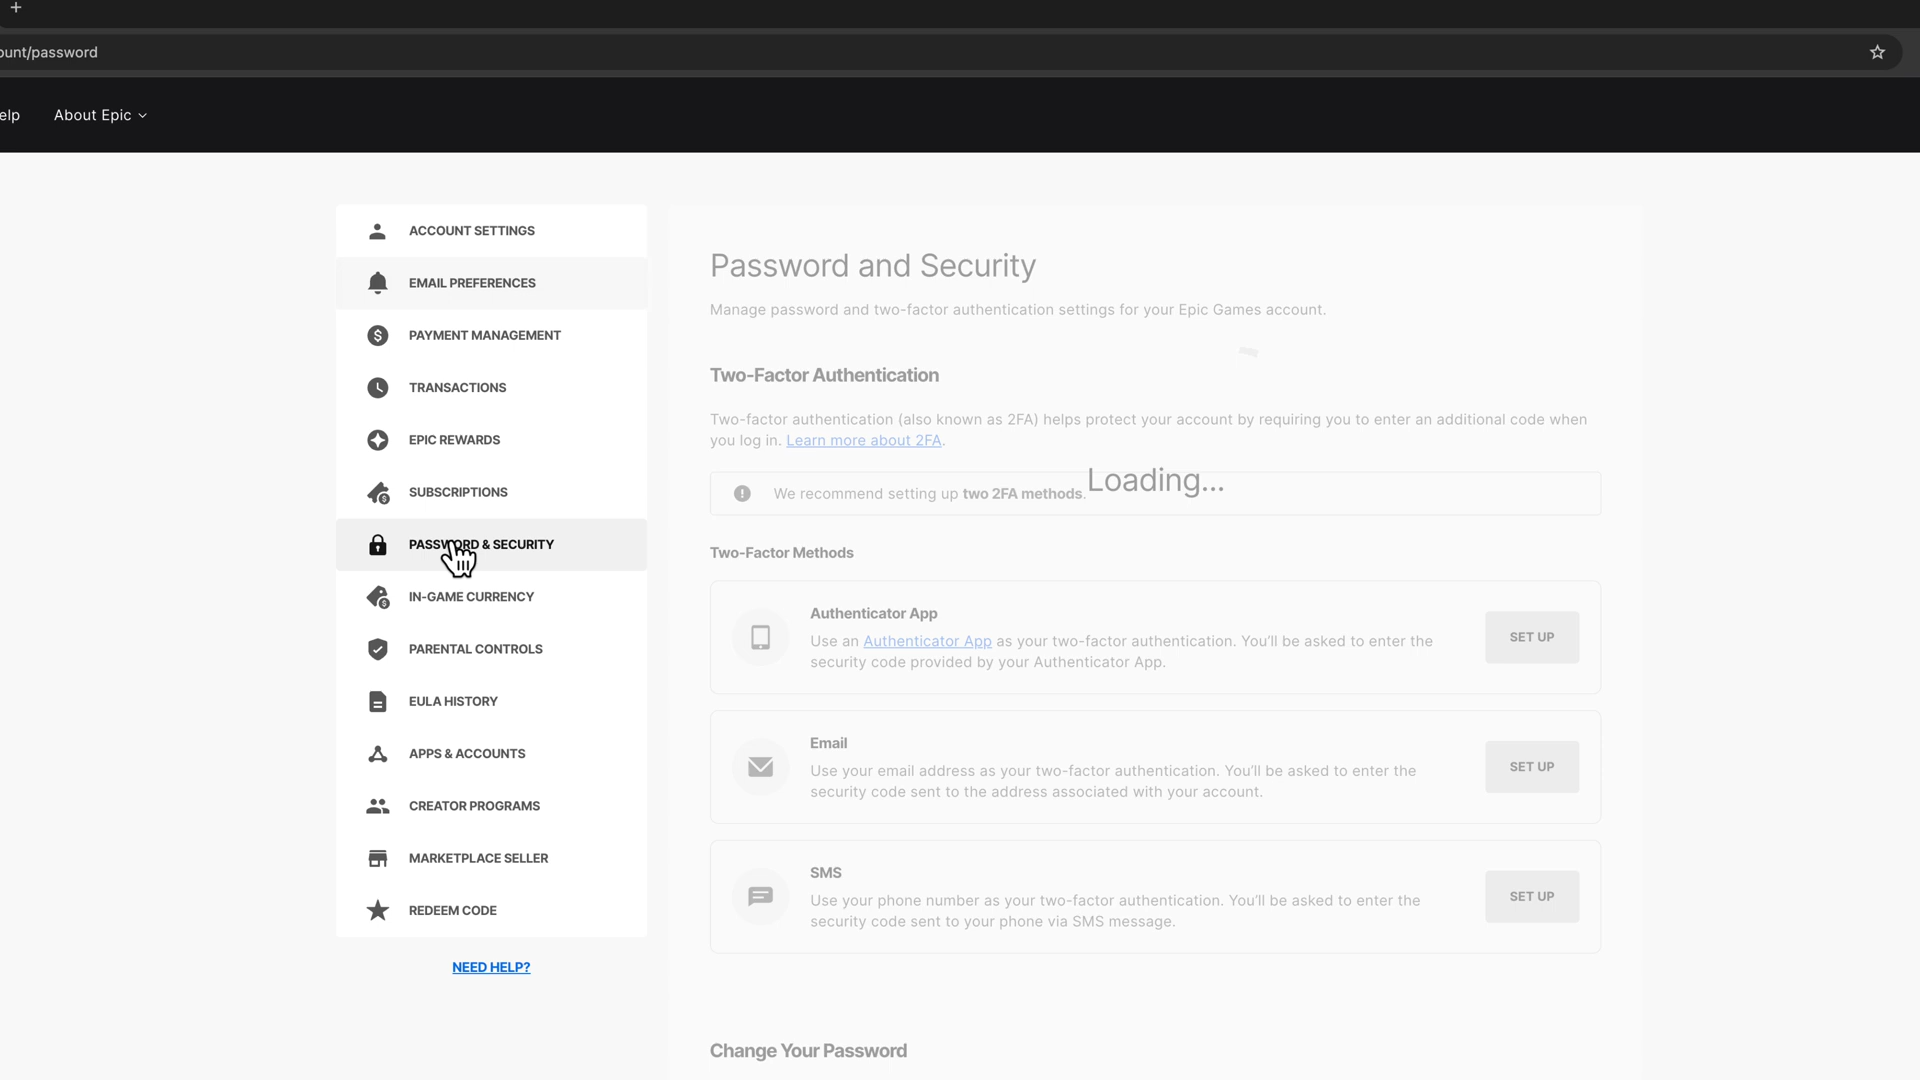 +
ount/password
elp
About Epic
ACCOUNT SETTINGS
EMAIL PREFERENCES
PAYMENT MANAGEMENT
TRANSACTIONS
EPIC REWARDS
SUBSCRIPTIONS
PASSWORD & SECURITY
IN-GAME CURRENCY
PARENTAL CONTROLS
EULA HISTORY
APPS & ACCOUNTS
CREATOR PROGRAMS
MARKETPLACE SELLER
REDEEM CODE
NEED HELP?
Password and Security
Manage password and two-factor authentication settings for your Epic Games account.
Two-Factor Authentication
Two-factor authentication (also known as 2FA) helps protect your account by requiring you to enter an additional code when
you log in. Learn more about 2FA.
We recommend setting up two 2FA methods.
Loading...
Two-Factor Methods
Authenticator App
Use an Authenticator App as your two-factor authentication. You'll be asked to enter the
security code provided by your Authenticator App.
SET UP
Email
Use your email address as your two-factor authentication. You'll be asked to enter the
security code sent to the address associated with your account.
SET UP
SMS
Use your phone number as your two-factor authentication. You'll be asked to enter the
security code sent to your phone via SMS message.
SET UP
Change Your Password